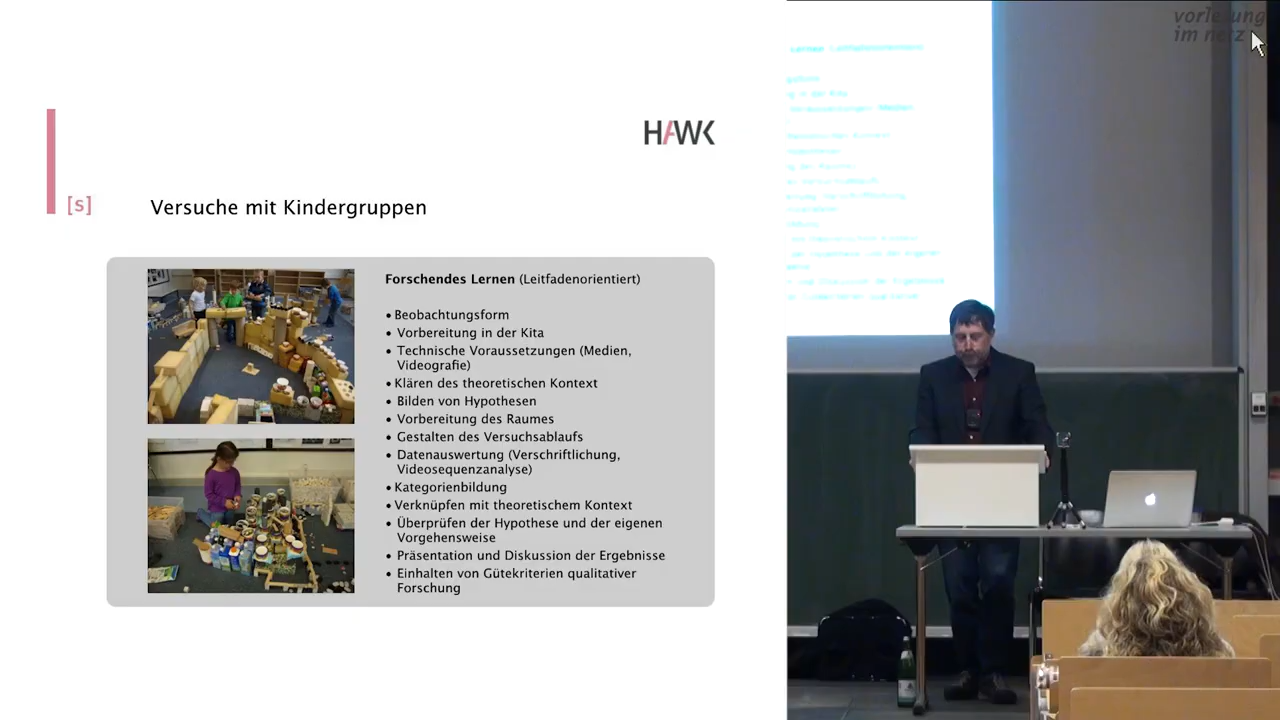 vorlesung
im netz
HAWK
[s]
Versuche mit Kindergruppen
Forschendes Lernen (Leitfadenorientiert)
• Beobachtungsform
• Vorbereitung in der Kita
• Technische Voraussetzungen (Medien,
Videografie)
• Klären des theoretischen Kontext
• Bilden von Hypothesen
• Vorbereitung des Raumes
• Gestalten des Versuchsablaufs
• Datenauswertung (Verschriftlichung,
Videosequenzanalyse)
• Kategorienbildung
• Verknüpfen mit theoretischem Kontext
• Überprüfen der Hypothese und der eigenen
Vorgehensweise
• Präsentation und Diskussion der Ergebnisse
• Einhalten von Gütekriterien qualitativer
Forschung